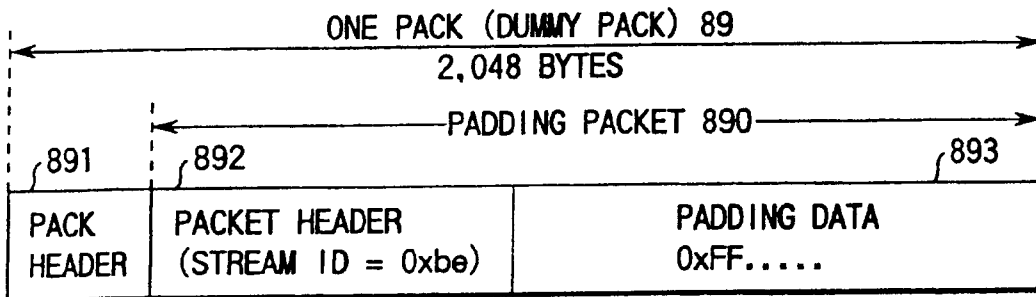 ONE PACK (DUMMY PACK) 89
2,048 BYTES
PADDING PACKET 890
891
892
893
PACK
HEADER
PACKET HEADER
(STREAM ID = 0xbe)
PADDING DATA
0xFF.....